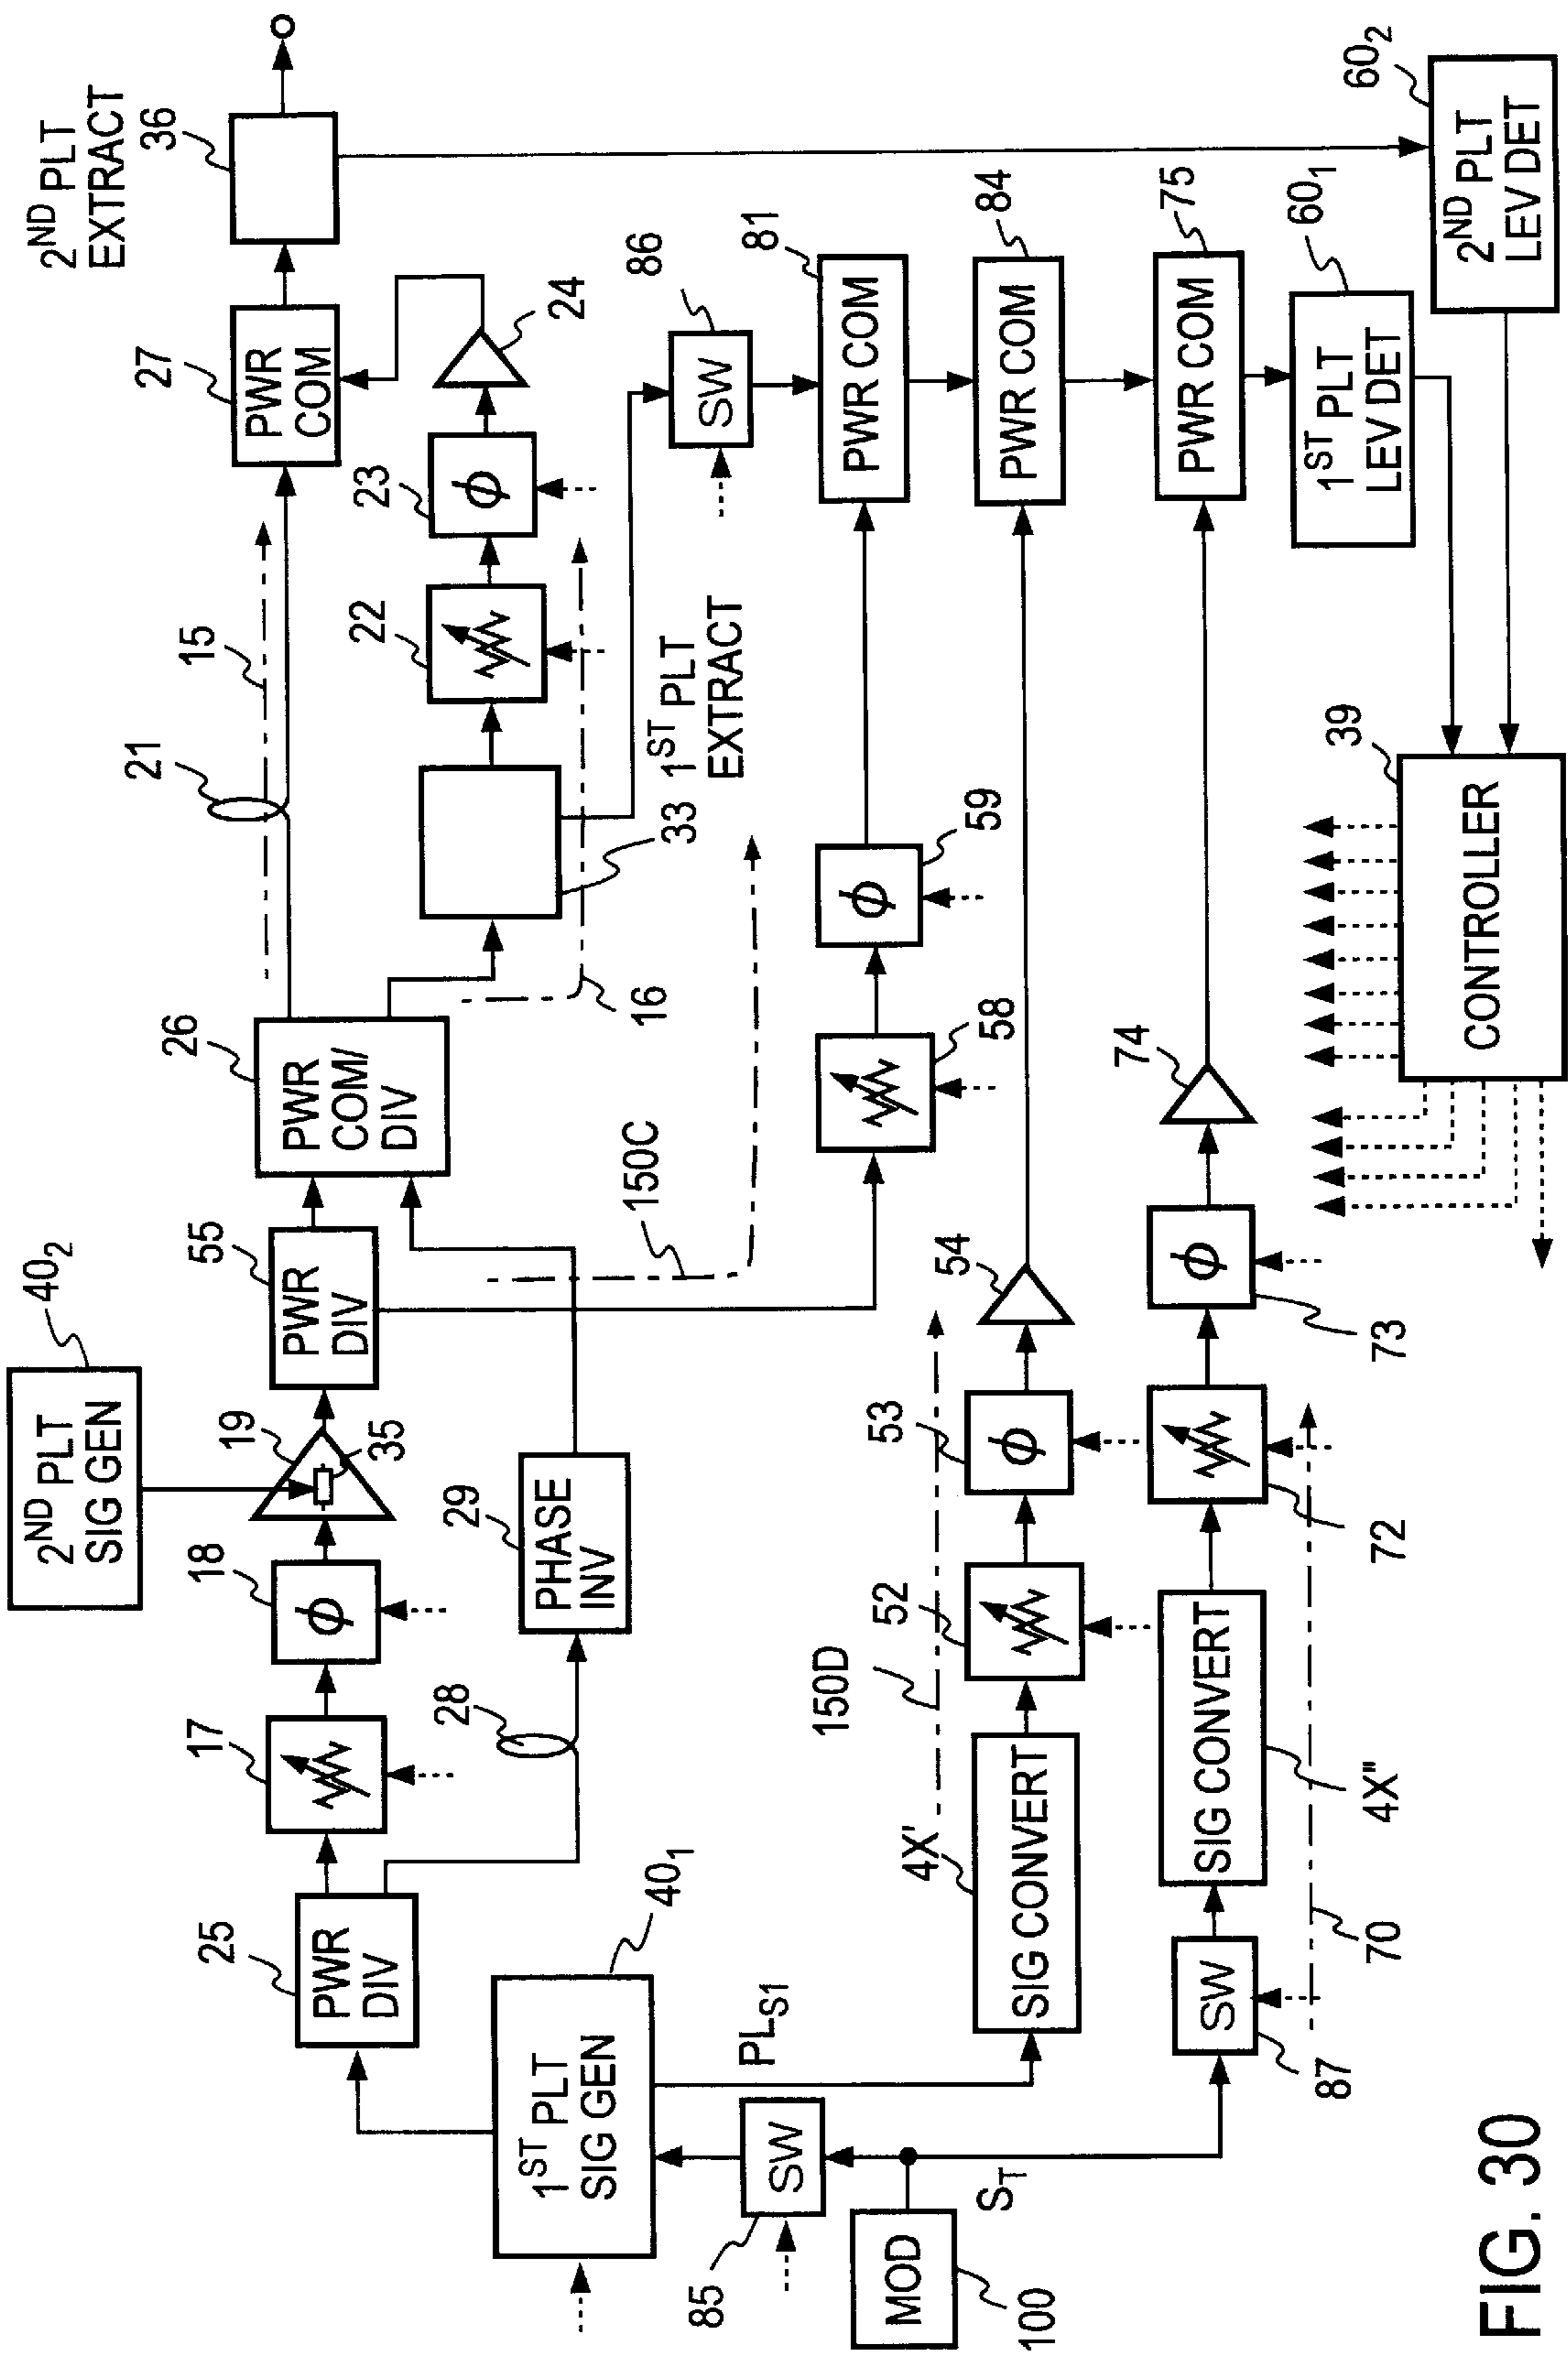 2ND PLT
SIG GEN
402
2ND PLT
EXTRACT
36
17
18
19
35
55
PWR
DIV
26
PWR
COM/
DIV
21
15
27
PWR
COM
25
PWR
DIV
28
29
PHASE
INV
33
1ST PLT
EXTRACT
22
23
ϕ
24
ϕ
16
150C
86
SW
1ST PLT
SIG GEN
401
PLS1
85
SW
58
59
ϕ
81
PWR COM
MOD
100
ST
150D
4X'
SIG CONVERT
52
53
ϕ
54
84
PWR COM
87
SW
SIG CONVERT
4X"
70
72
73
ϕ
74
75
PWR COM
1ST PLT
LEV DET
601
602
2ND PLT
LEV DET
39
CONTROLLER
FIG. 30